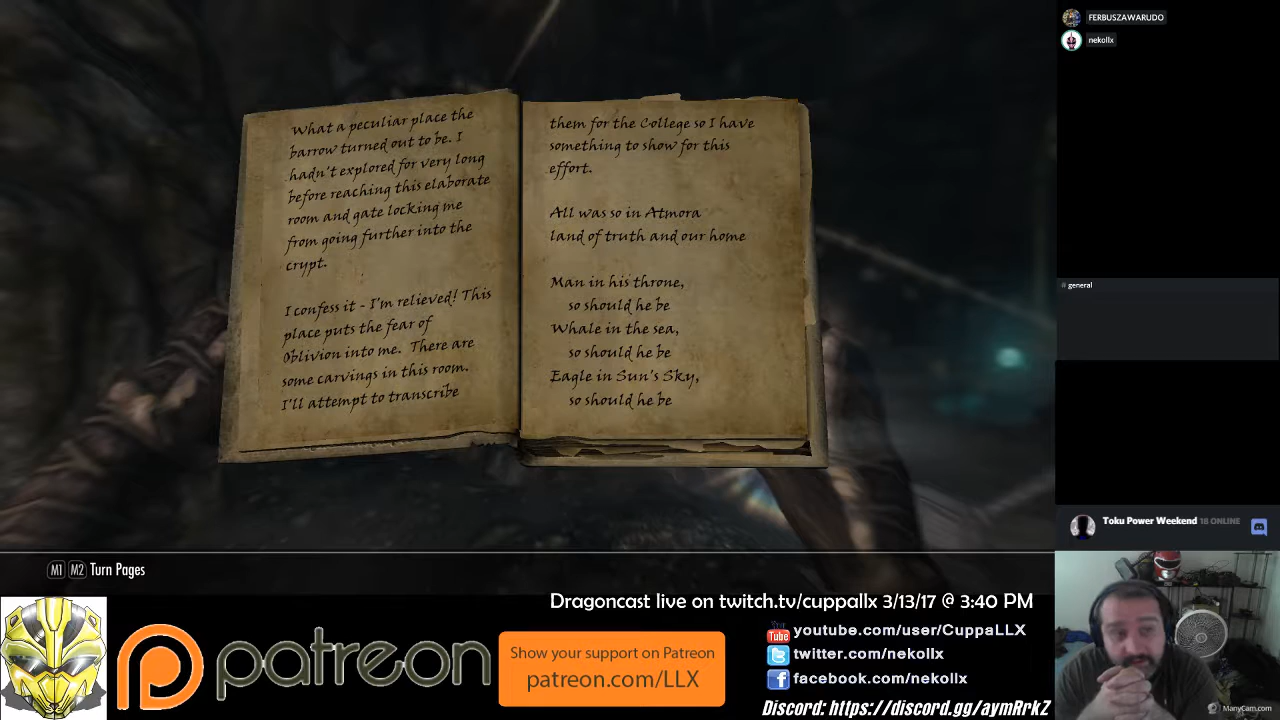 What a peculiar place the
barrow turned out to be. I
hadn't explored for very long
before reaching this elaborate
room and gate locking me
from going further into the
crypt.
I confess it - I'm relieved! This
place puts the fear of
Oblivion into me. There are
some carvings in this room.
I'll attempt to transcribe
them for the College so I have
something to show for this
effort.
All was so in Atmora
land of truth and our home
Man in his throne,
so should he be
Whale in the sea,
so should he be
Eagle in Sun's Sky,
so should he be
M1 M2 Turn Pages
FERBUSZAWARUDO
nekollx
# general
Toku Power Weekend 18 ONLINE
Dragoncast live on twitch.tv/cuppallx 3/13/17 @ 3:40 PM
patreon
Show your support on Patreon
patreon.com/LLX
You Tube youtube.com/user/CuppaLLX
twitter.com/nekollx
facebook.com/nekollx
Discord: https://discord.gg/aymRrkZ
ManyCam.com